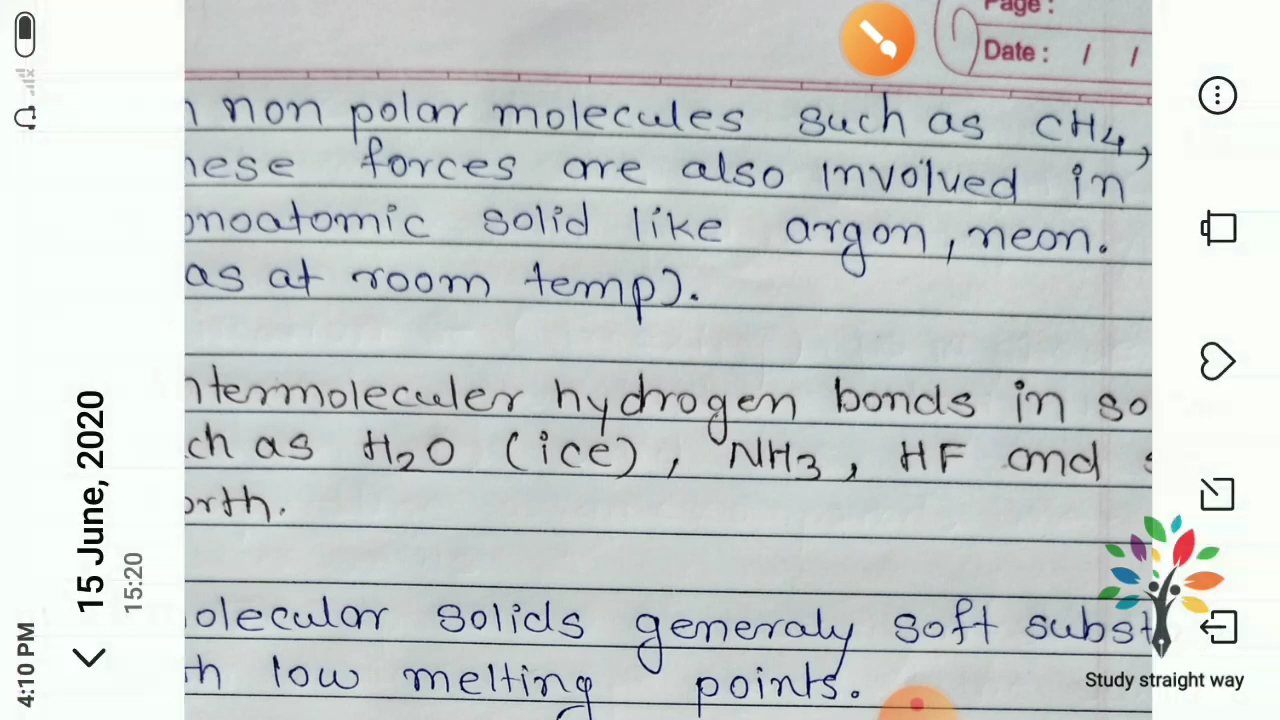 Page :
Date : / /
n non polar molecules such as CH4,
hese forces are also involved in
onoatomic solid like argon, neon.
as at room temp).
ntermoleculer hydrogen bonds in so
ch as H2O (ice), NH3, HF and s
orth.
olecular solids generaly soft subst
th low melting points.
15 June, 2020
15:20
4:10 PM
Study straight way